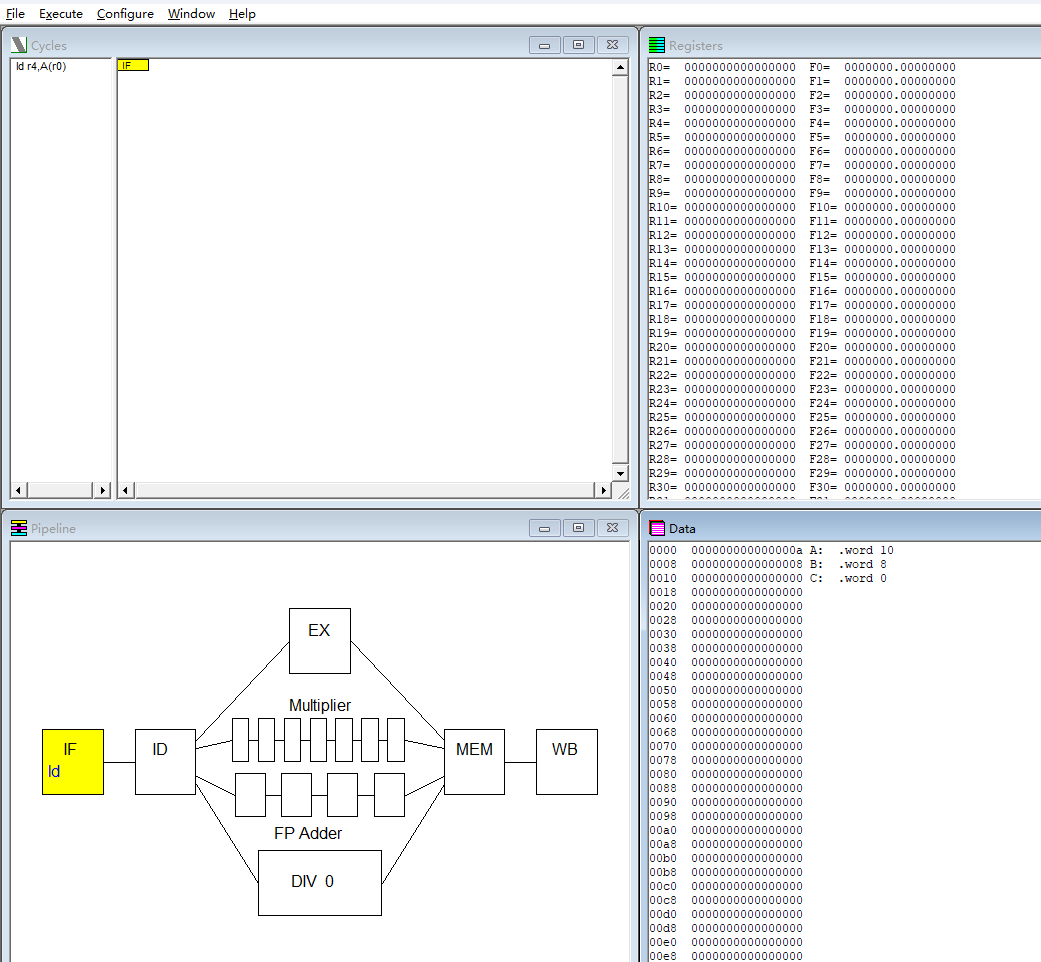 File Execute Configure Window Help
Cycles
ld r4,A(r0)
IF
Registers
R0= 0000000000000000 F0= 0000000.00000000
R1= 0000000000000000 F1= 0000000.00000000
R2= 0000000000000000 F2= 0000000.00000000
R3= 0000000000000000 F3= 0000000.00000000
R4= 0000000000000000 F4= 0000000.00000000
R5= 0000000000000000 F5= 0000000.00000000
R6= 0000000000000000 F6= 0000000.00000000
R7= 0000000000000000 F7= 0000000.00000000
R8= 0000000000000000 F8= 0000000.00000000
R9= 0000000000000000 F9= 0000000.00000000
R10= 0000000000000000 F10= 0000000.00000000
R11= 0000000000000000 F11= 0000000.00000000
R12= 0000000000000000 F12= 0000000.00000000
R13= 0000000000000000 F13= 0000000.00000000
R14= 0000000000000000 F14= 0000000.00000000
R15= 0000000000000000 F15= 0000000.00000000
R16= 0000000000000000 F16= 0000000.00000000
R17= 0000000000000000 F17= 0000000.00000000
R18= 0000000000000000 F18= 0000000.00000000
R19= 0000000000000000 F19= 0000000.00000000
R20= 0000000000000000 F20= 0000000.00000000
R21= 0000000000000000 F21= 0000000.00000000
R22= 0000000000000000 F22= 0000000.00000000
R23= 0000000000000000 F23= 0000000.00000000
R24= 0000000000000000 F24= 0000000.00000000
R25= 0000000000000000 F25= 0000000.00000000
R26= 0000000000000000 F26= 0000000.00000000
R27= 0000000000000000 F27= 0000000.00000000
R28= 0000000000000000 F28= 0000000.00000000
R29= 0000000000000000 F29= 0000000.00000000
R30= 0000000000000000 F30= 0000000.00000000
Pipeline
EX
Multiplier
IF
ld
ID
MEM
WB
FP Adder
DIV 0
Data
0000 000000000000000a A: .word 10
0008 0000000000000008 B: .word 8
0010 0000000000000000 C: .word 0
0018 0000000000000000
0020 0000000000000000
0028 0000000000000000
0030 0000000000000000
0038 0000000000000000
0040 0000000000000000
0048 0000000000000000
0050 0000000000000000
0058 0000000000000000
0060 0000000000000000
0068 0000000000000000
0070 0000000000000000
0078 0000000000000000
0080 0000000000000000
0088 0000000000000000
0090 0000000000000000
0098 0000000000000000
00a0 0000000000000000
00a8 0000000000000000
00b0 0000000000000000
00b8 0000000000000000
00c0 0000000000000000
00c8 0000000000000000
00d0 0000000000000000
00d8 0000000000000000
00e0 0000000000000000
00e8 0000000000000000